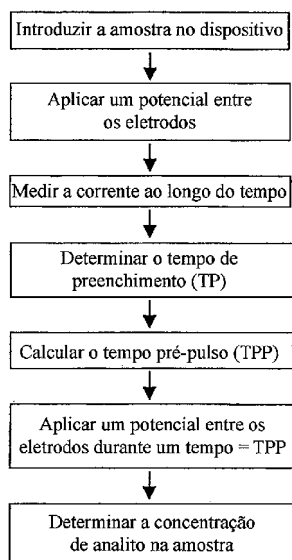 Introduzir a amostra no dispositivo
Aplicar um potencial entre
os eletrodos
Medir a corrente ao longo do tempo
Determinar o tempo de
preenchimento (TP)
Calcular o tempo pré-pulso (TPP)
Aplicar um potencial entre os
eletrodos durante um tempo = TPP
Determinar a concentração
de analito na amostra